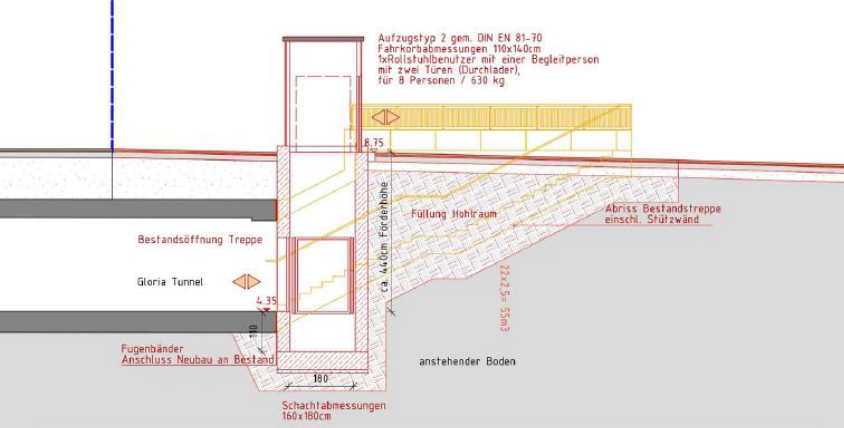 Aufzugstyp 2 gem. DIN EN 81-70
Fahrkorbabmessungen 110x140cm
1xRollstuhlbenutzer mit einer Begleitperson
mit zwei Türen (Durchlader),
für 8 Personen / 630 kg
8.75
ca. 440cm Förderhöhe
Füllung Hohlraum
Abriss Bestandstreppe
einschl. Stützwänd
Bestandsöffnung Treppe
Gloria Tunnel
4.35
22x2,5= 55m3
110
Fugenbänder
Anschluss Neubau an Bestand
anstehender Boden
180
Schachtabmessungen
160x180cm